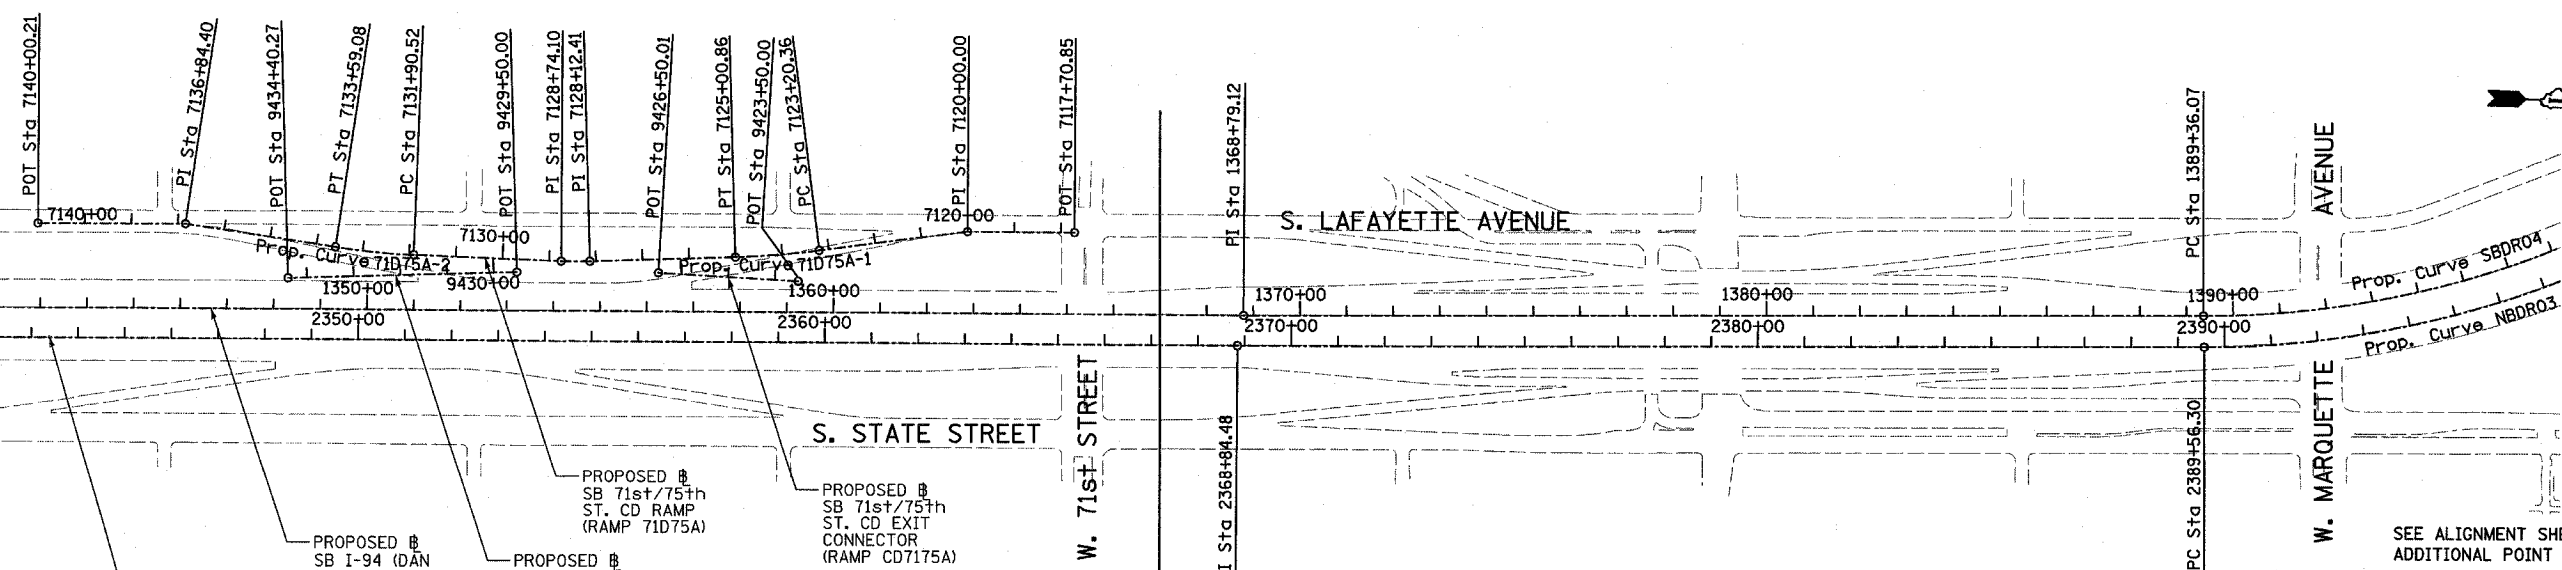 POT Sta 7140+00.21
PI Sta 7136+84.40
POT Sta 9434+40.27
PT Sta 7133+59.08
PC Sta 7131+90.52
POT Sta 9429+50.00
PI Sta 7128+74.10
PI Sta 7128+12.41
POT Sta 9426+50.01
PT Sta 7125+00.86
POT Sta 9423+50.00
PC Sta 7123+20.36
PI Sta 7120+00.00
POT Sta 7117+70.85
PI Sta 1368+79.12
PC Sta 1389+36.07
7140+00
7130+00
7120+00
Prop. Curve 71D75A-2
Prop. Curve 71D75A-1
S. LAFAYETTE AVENUE
AVENUE
1350+00
9430+00
1360+00
1370+00
1380+00
1390+00
Prop. Curve SBDR04
2350+00
2360+00
2370+00
2380+00
2390+00
Prop. Curve NBDR03
S. STATE STREET
W. 71st STREET
I Sta 2368+84.48
PC Sta 2389+56.30
W. MARQUETTE
PROPOSED ℄
SB 71st/75th
ST. CD RAMP
(RAMP 71D75A)
PROPOSED ℄
SB 71st/75th
ST. CD EXIT
CONNECTOR
(RAMP CD7175A)
PROPOSED ℄
SB I-94 (DAN
PROPOSED ℄
SEE ALIGNMENT SHE
ADDITIONAL POINT